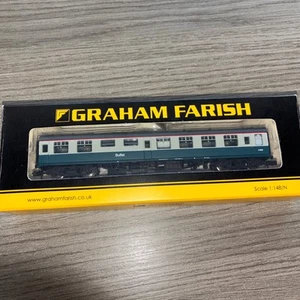 GRAHAM FARISH
Buffet
www.grahamfarish.co.uk
Scale 1:148/N